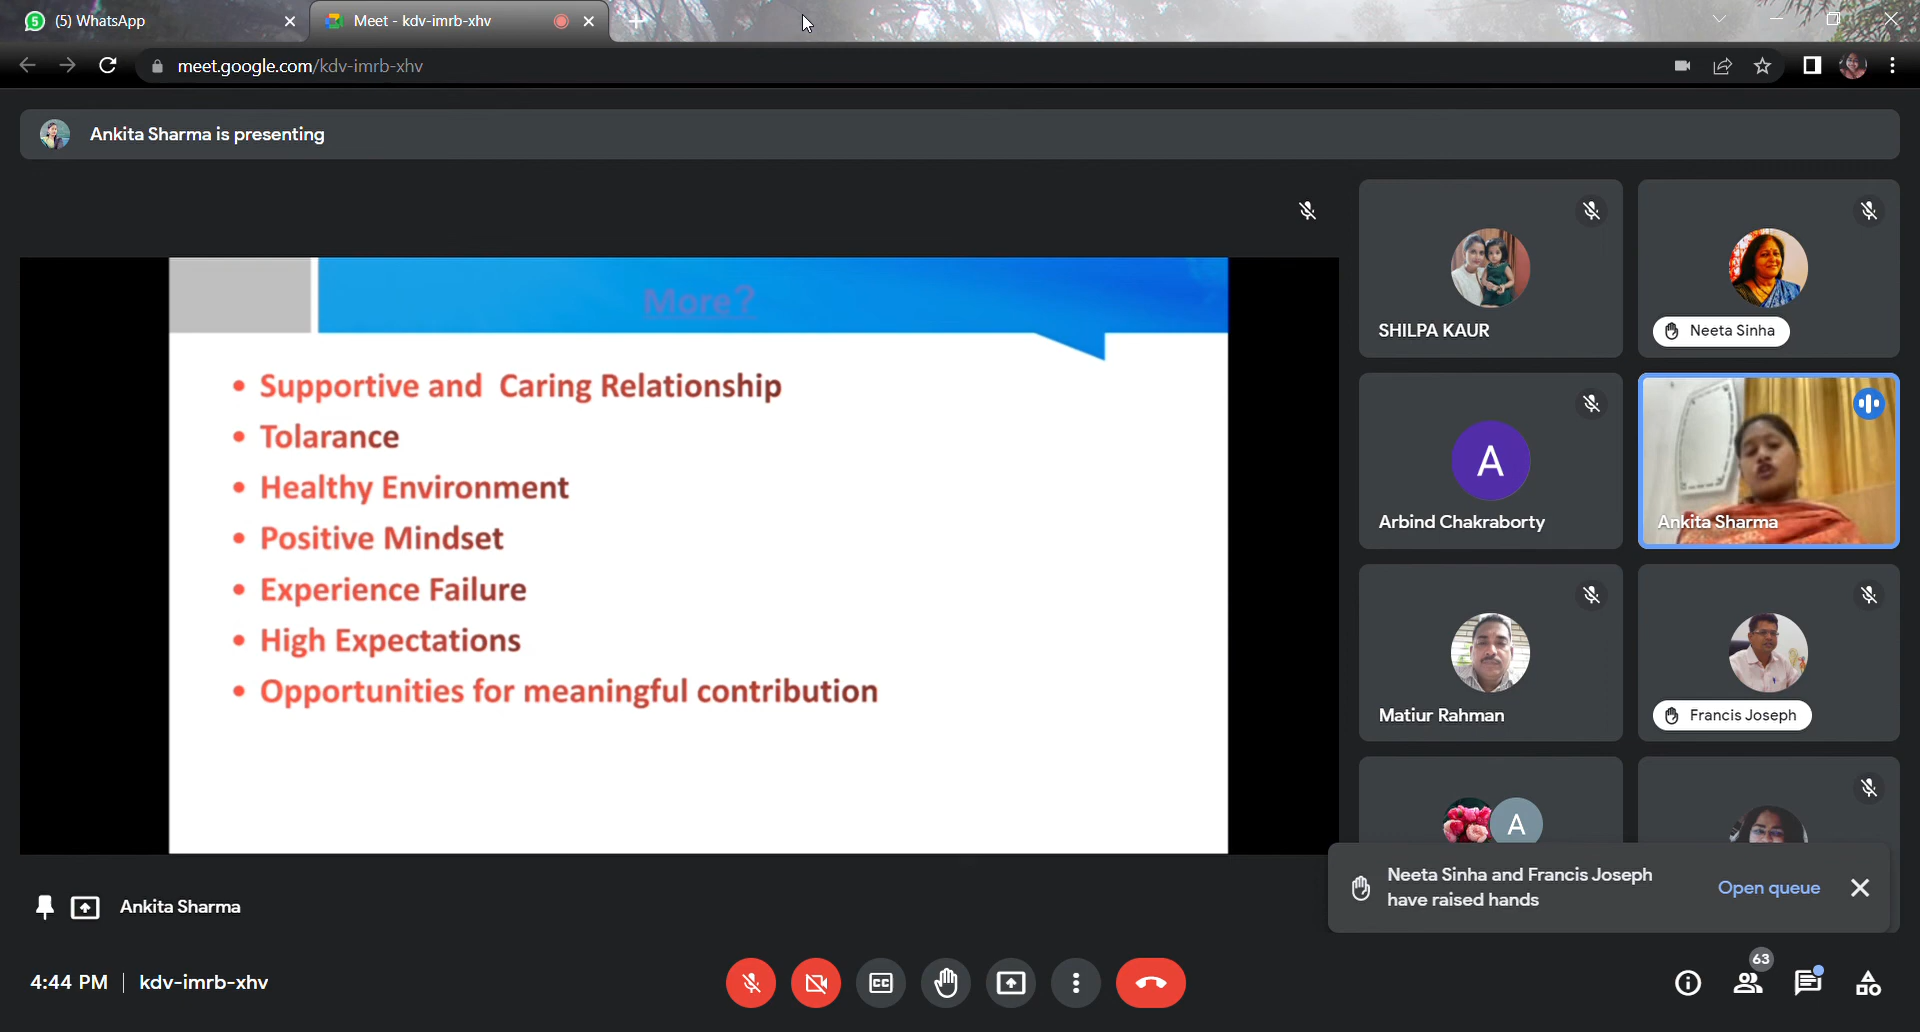 (5) WhatsApp
Meet - kdv-imrb-xhv
meet.google.com/kdv-imrb-xhv
Ankita Sharma is presenting
More?
• Supportive and Caring Relationship
• Tolarance
• Healthy Environment
• Positive Mindset
• Experience Failure
• High Expectations
• Opportunities for meaningful contribution
SHILPA KAUR
Neeta Sinha
Arbind Chakraborty
Ankita Sharma
Matiur Rahman
Francis Joseph
A
A
Neeta Sinha and Francis Joseph
have raised hands
Open queue
Ankita Sharma
4:44 PM | kdv-imrb-xhv
CC
63